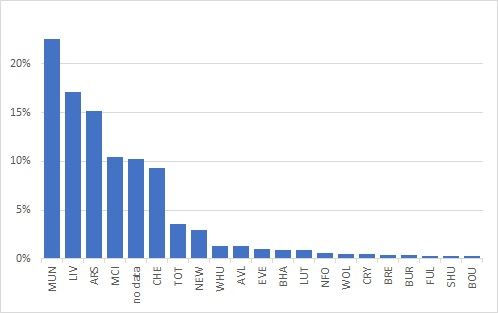 20%
15%
10%
5%
0%
MUN
LIV
ARS
MCI
no data
CHE
TOT
NEW
WHU
AVL
EVE
BHA
LUT
NFO
WOL
CRY
BRE
BUR
FUL
SHU
BOU